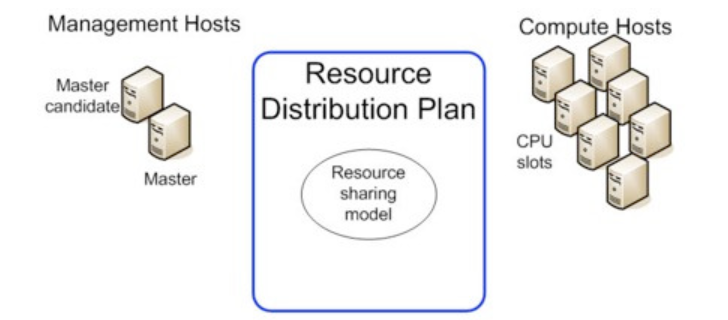 Management Hosts
Master
candidate
Master
Resource
Distribution Plan
Resource
sharing
model
Compute Hosts
CPU
slots